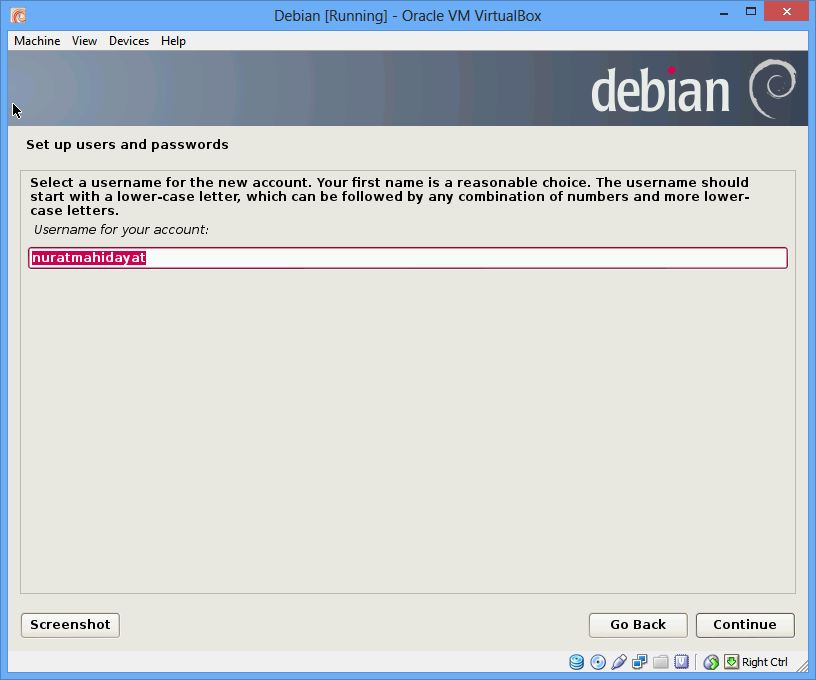 Debian [Running] - Oracle VM VirtualBox
Machine View Devices Help
debian
Set up users and passwords
Select a username for the new account. Your first name is a reasonable choice. The username should
start with a lower-case letter, which can be followed by any combination of numbers and more lower-
case letters.
Username for your account:
nuratmahidayat
Screenshot
Go Back
Continue
Right Ctrl